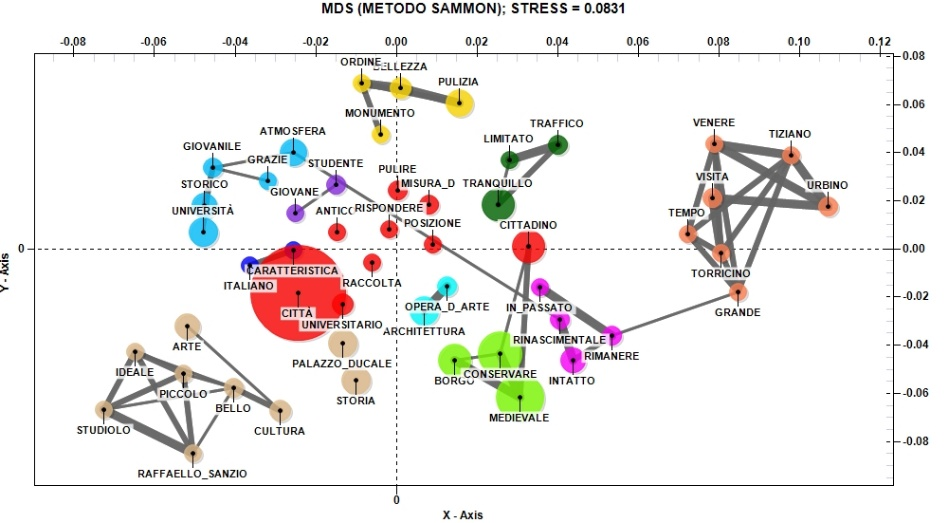 MDS (METODO SAMMON); STRESS = 0.0831
-0.08 -0.06 -0.04 -0.02 0.00 0.02 0.04 0.06 0.08 0.10 0.12
0.08
ORDINE BELLEZZA
PULIZIA
0.06
MONUMENTO
ATMOSFERA
LIMITATO
TRAFFICO
VENERE
TIZIANO
GIOVANILE
GRAZIE
STUDENTE
0.04
STORICO
GIOVANE
PULIRE
MISURA_D
TRANQUILLO
VISITA
URBINO
0.02
UNIVERSITÀ
ANTICO
RISPONDERE
POSIZIONE
CITTADINO
TEMPO
0
0.00
Y - Axis
ITALIANO
CARATTERISTICA
RACCOLTA
TORRICINO
GRANDE
-0.02
CITTÀ
UNIVERSITARIO
OPERA_D_ARTE
ARCHITETTURA
IN_PASSATO
RINASCIMENTALE
RIMANERE
ARTE
-0.04
IDEALE
PICCOLO
PALAZZO_DUCALE
BORGO
CONSERVARE
INTATTO
STUDIOLO
BELLO
CULTURA
STORIA
MEDIEVALE
-0.06
RAFFAELLO_SANZIO
-0.08
0
X - Axis